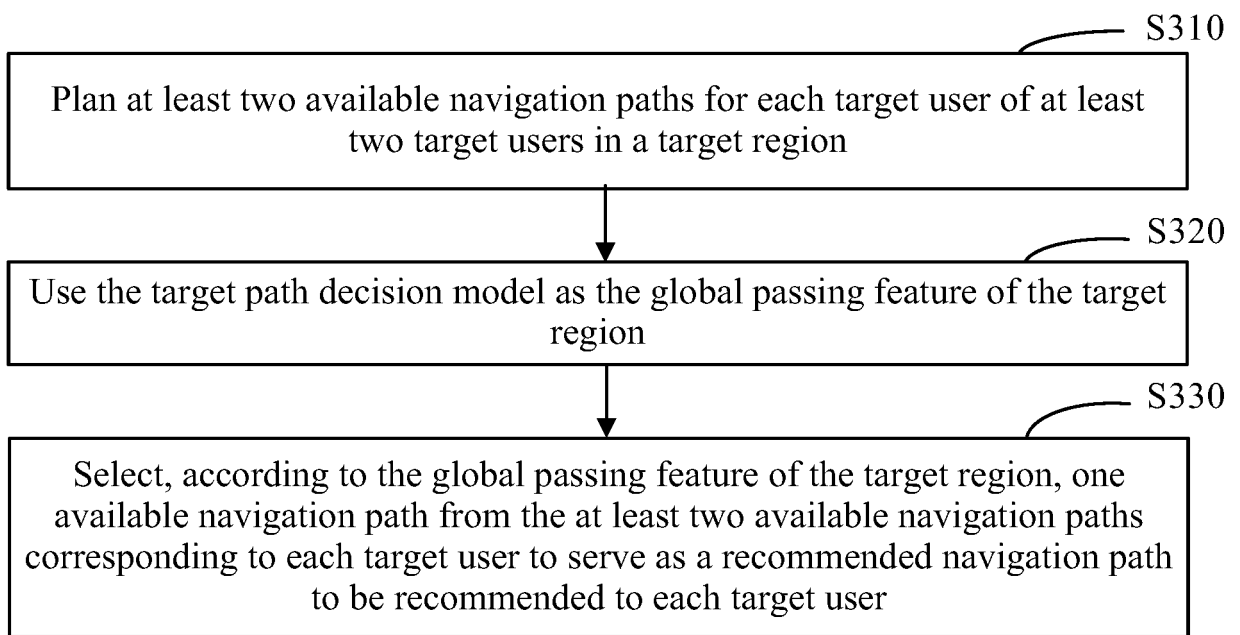 S310
Plan at least two available navigation paths for each target user of at least
two target users in a target region
S320
Use the target path decision model as the global passing feature of the target
region
S330
Select, according to the global passing feature of the target region, one
available navigation path from the at least two available navigation paths
corresponding to each target user to serve as a recommended navigation path
to be recommended to each target user